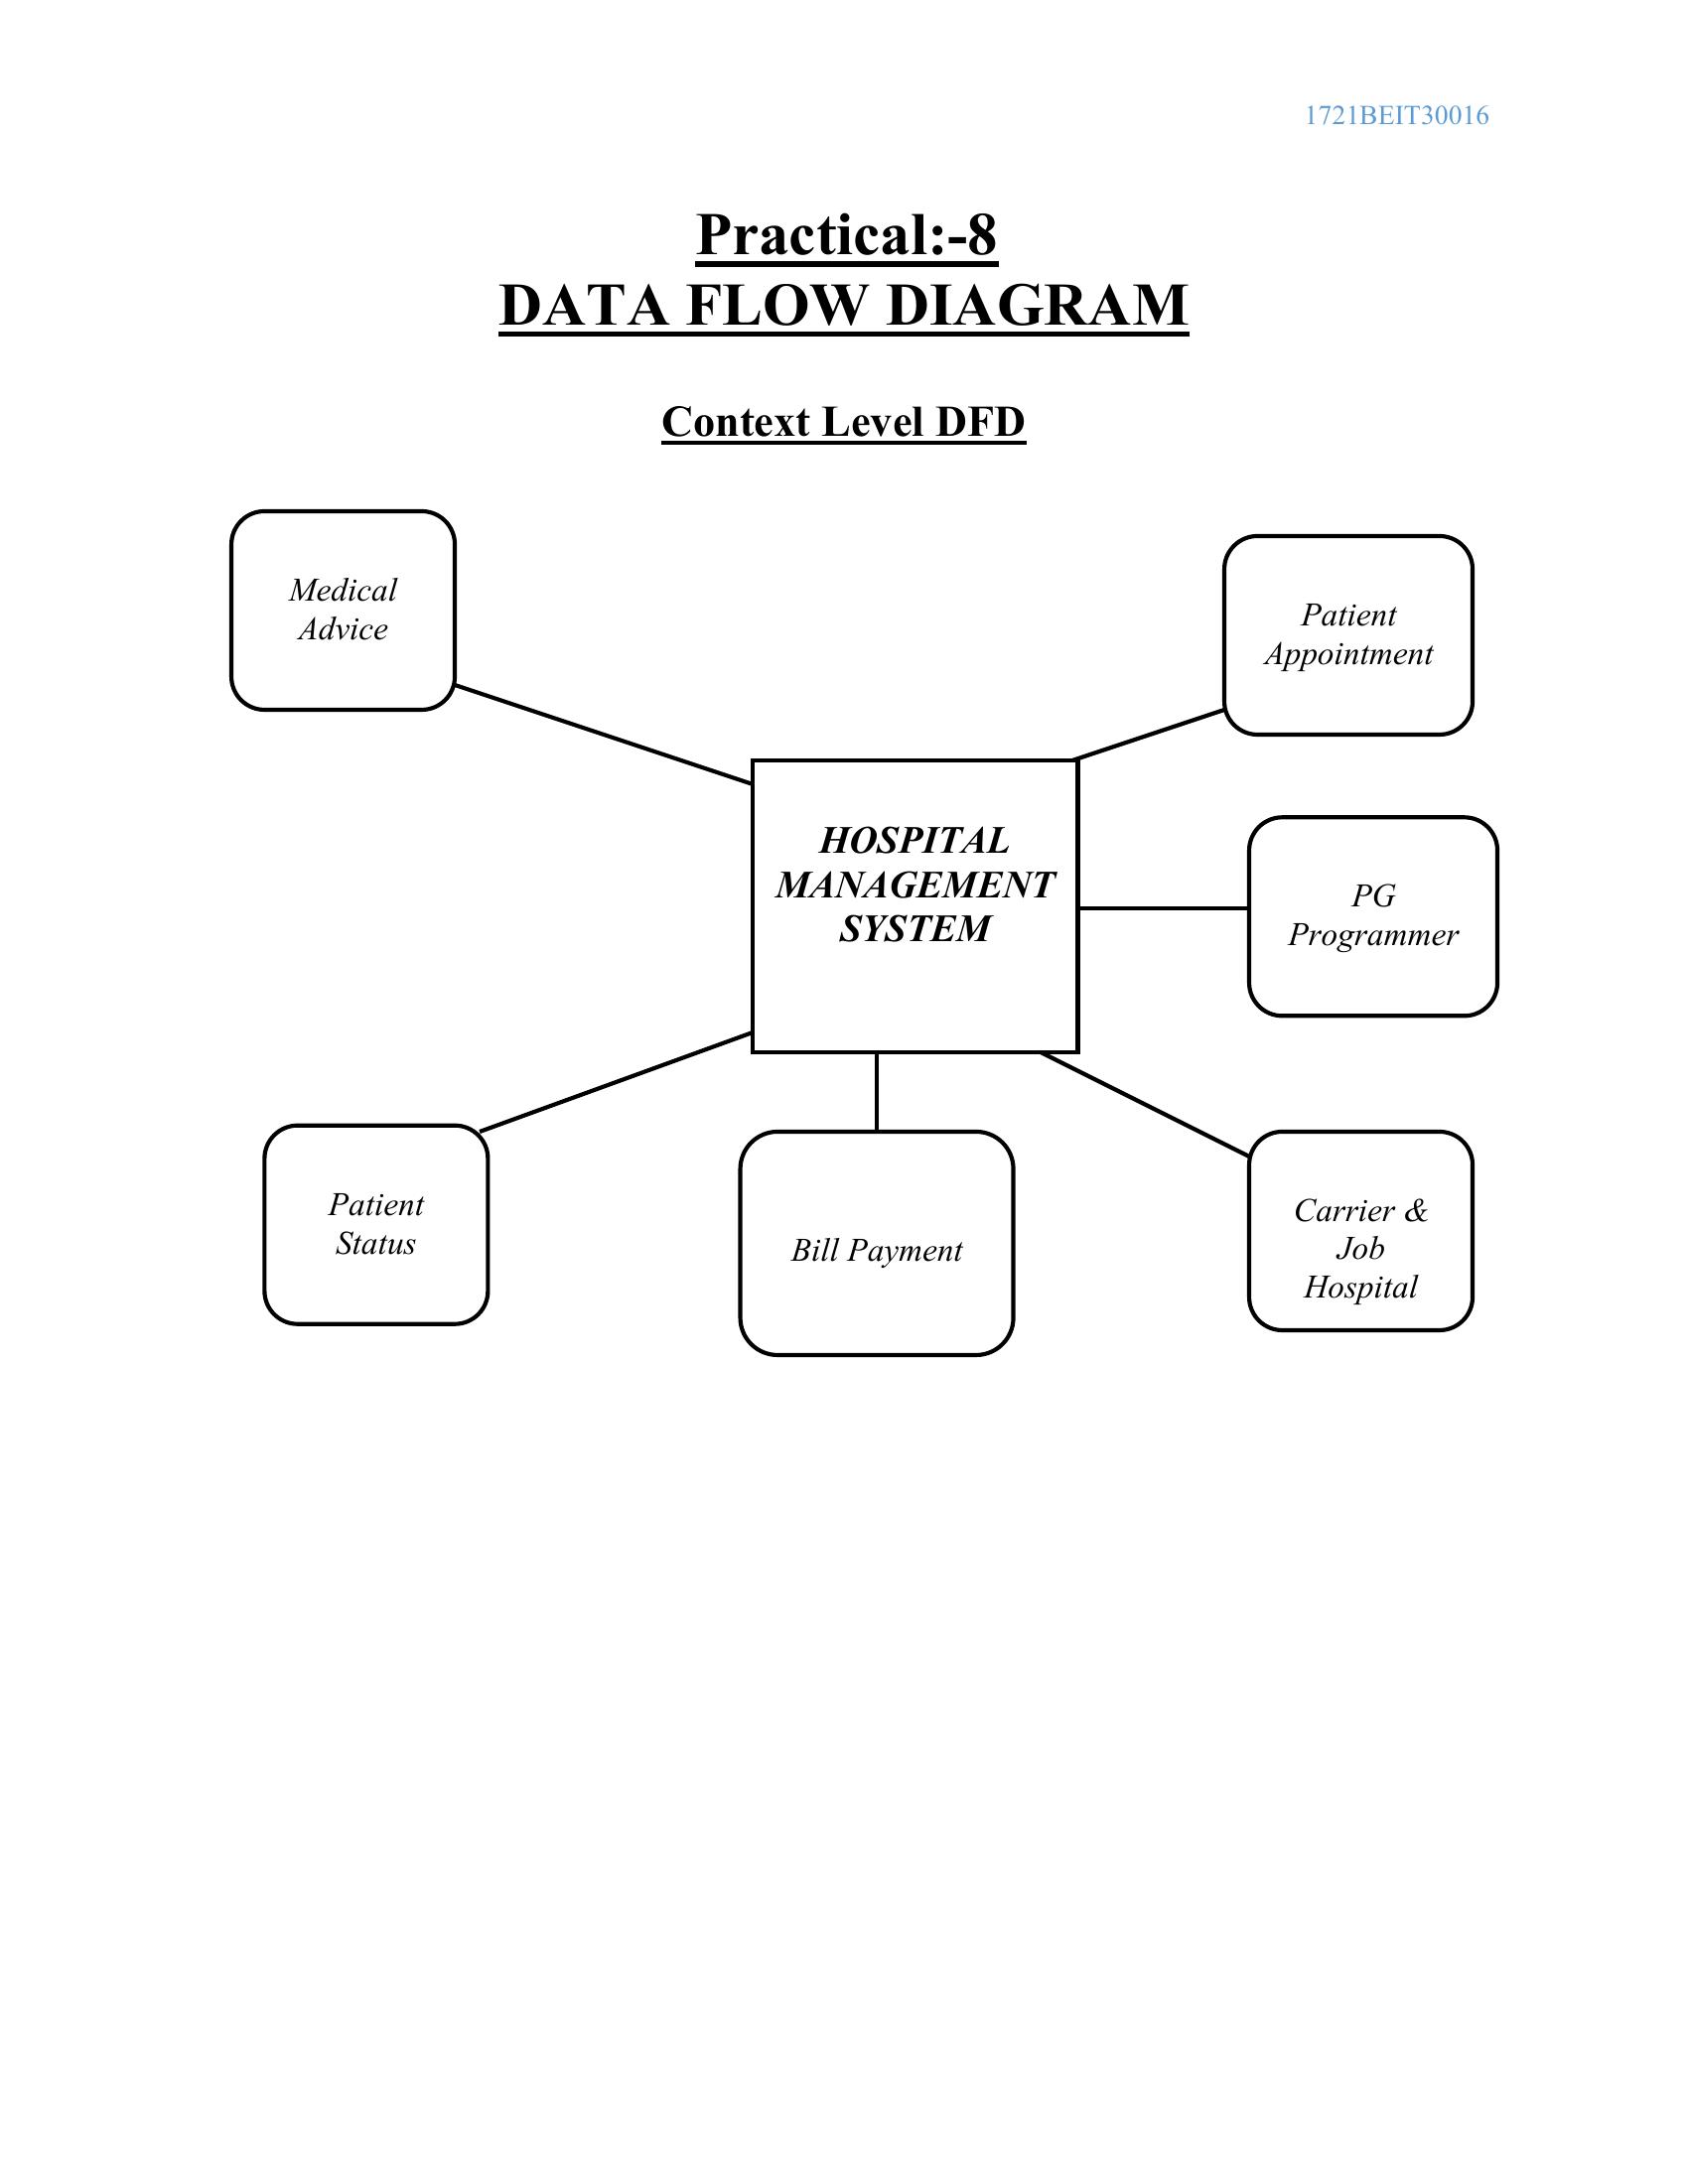 1721BEIT30016
Practical:-8
DATA FLOW DIAGRAM
Context Level DFD
Medical
Advice
Patient
Appointment
HOSPITAL
MANAGEMENT
SYSTEM
PG
Programmer
Patient
Status
Bill Payment
Carrier &
Job
Hospital